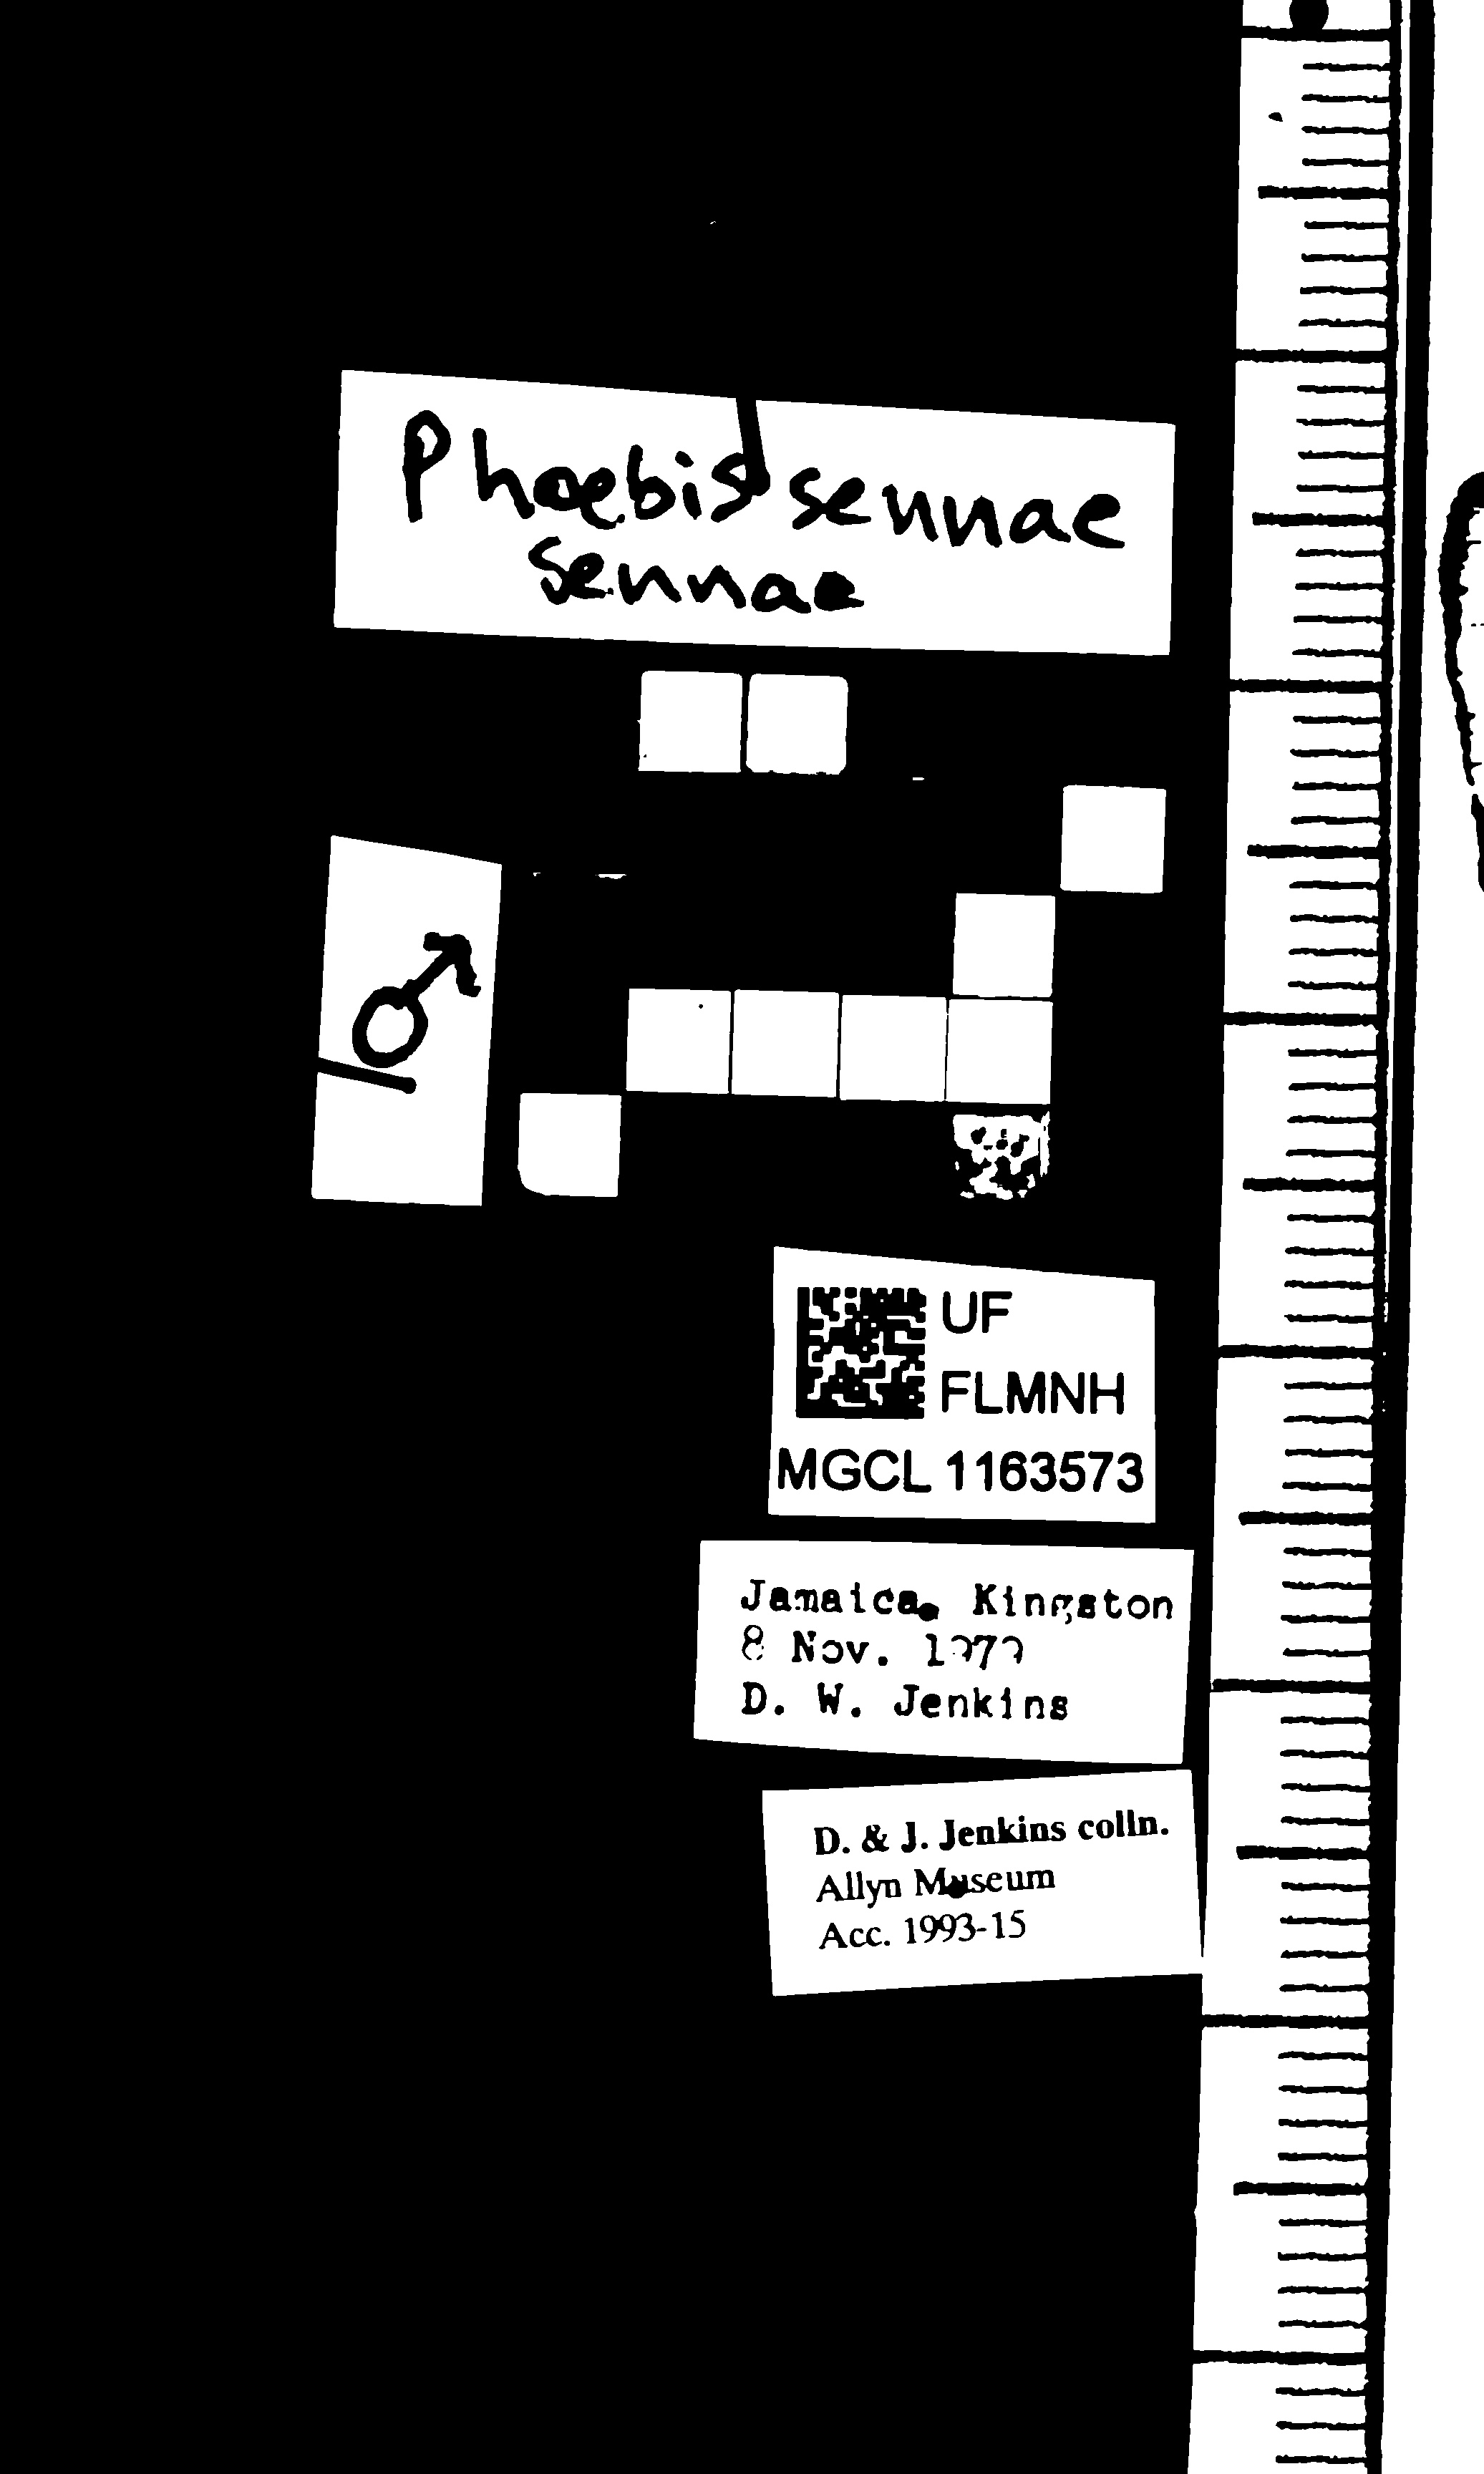 Phoebis sennae
sennae
♂
UF
FLMNH
MGCL 1163573
Jamaica, Kingston
8 Nov. 1979
D. W. Jenkins
D. & J. Jenkins colln.
Allyn Museum
Acc. 1993-15